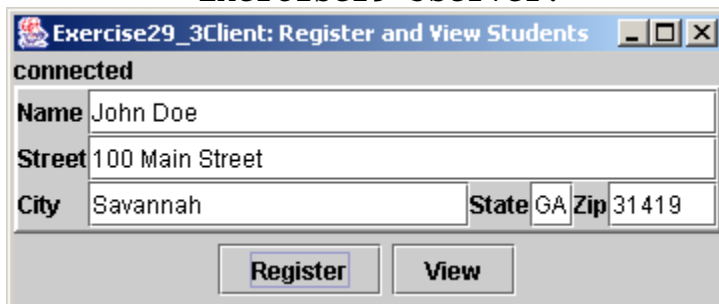 Exercise29_3Client: Register and View Students
connected
Name John Doe
Street 100 Main Street
City Savannah State GA Zip 31419
Register View